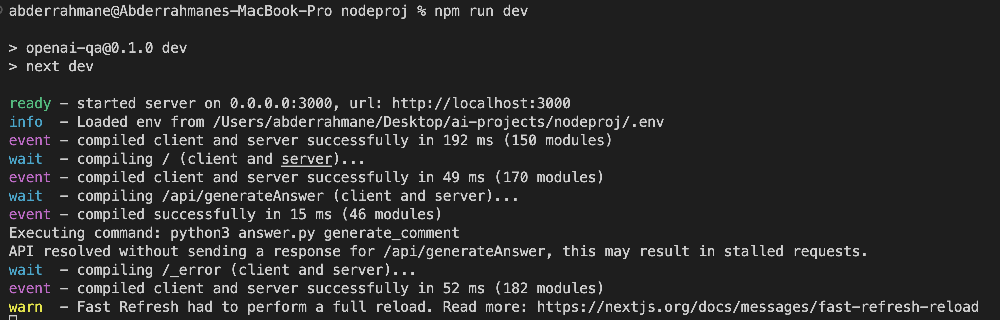 abderrahmane@Abderrahmanes-MacBook-Pro nodeproj % npm run dev
> openai-qa@0.1.0 dev
> next dev
ready – started server on 0.0.0.0:3000, url: http://localhost:3000
info – Loaded env from /Users/abderrahmane/Desktop/ai-projects/nodeproj/.env
event – compiled client and server successfully in 192 ms (150 modules)
wait – compiling / (client and server)...
event – compiled client and server successfully in 49 ms (170 modules)
wait – compiling /api/generateAnswer (client and server)...
event – compiled successfully in 15 ms (46 modules)
Executing command: python3 answer.py generate_comment
API resolved without sending a response for /api/generateAnswer, this may result in stalled requests.
wait – compiling /_error (client and server)...
event – compiled client and server successfully in 52 ms (182 modules)
warn – Fast Refresh had to perform a full reload. Read more: https://nextjs.org/docs/messages/fast-refresh-reload